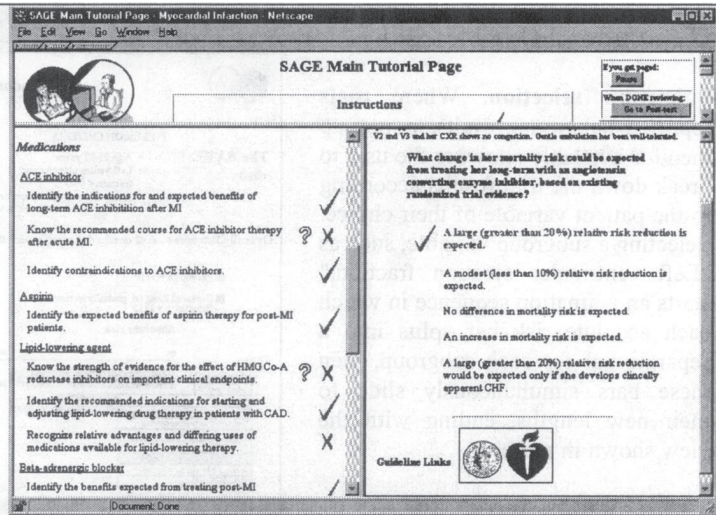 SAGE Main Tutorial Page - Myocardial Infarction - Netscape
File Edit View Go Window Help
SAGE Main Tutorial Page
Instructions
If you get paged:
Pause
When DONE reviewing:
Go to Post-test
Medications
ACE inhibitor
Identify the indications for and expected benefits of
long-term ACE inhibition after MI
Know the recommended course for ACE inhibitor therapy
after acute MI.
Identify contraindications to ACE inhibitors.
Aspirin
Identify the expected benefits of aspirin therapy for post-MI
patients.
Lipid-lowering agent
Know the strength of evidence for the effect of HMG Co-A
reductase inhibitors on important clinical endpoints.
Identify the recommended indications for starting and
adjusting lipid-lowering drug therapy in patients with CAD.
Recognize relative advantages and differing uses of
medications available for lipid-lowering therapy.
Beta-adrenergic blocker
Identify the benefits expected from treating post-MI
V2 and V3 and her CXR shows no congestion. Gentle ambulation has been well-tolerated.
What change in her mortality risk could be expected
from treating her long-term with an angiotensin
converting enzyme inhibitor, based on existing
randomized trial evidence?
A large (greater than 20%) relative risk reduction is
expected.
A modest (less than 10%) relative risk reduction is
expected.
No difference in mortality risk is expected.
An increase in mortality risk is expected.
A large (greater than 20%) relative risk reduction
would be expected only if she develops clinically
apparent CHF.
Guideline Links
Document: Done